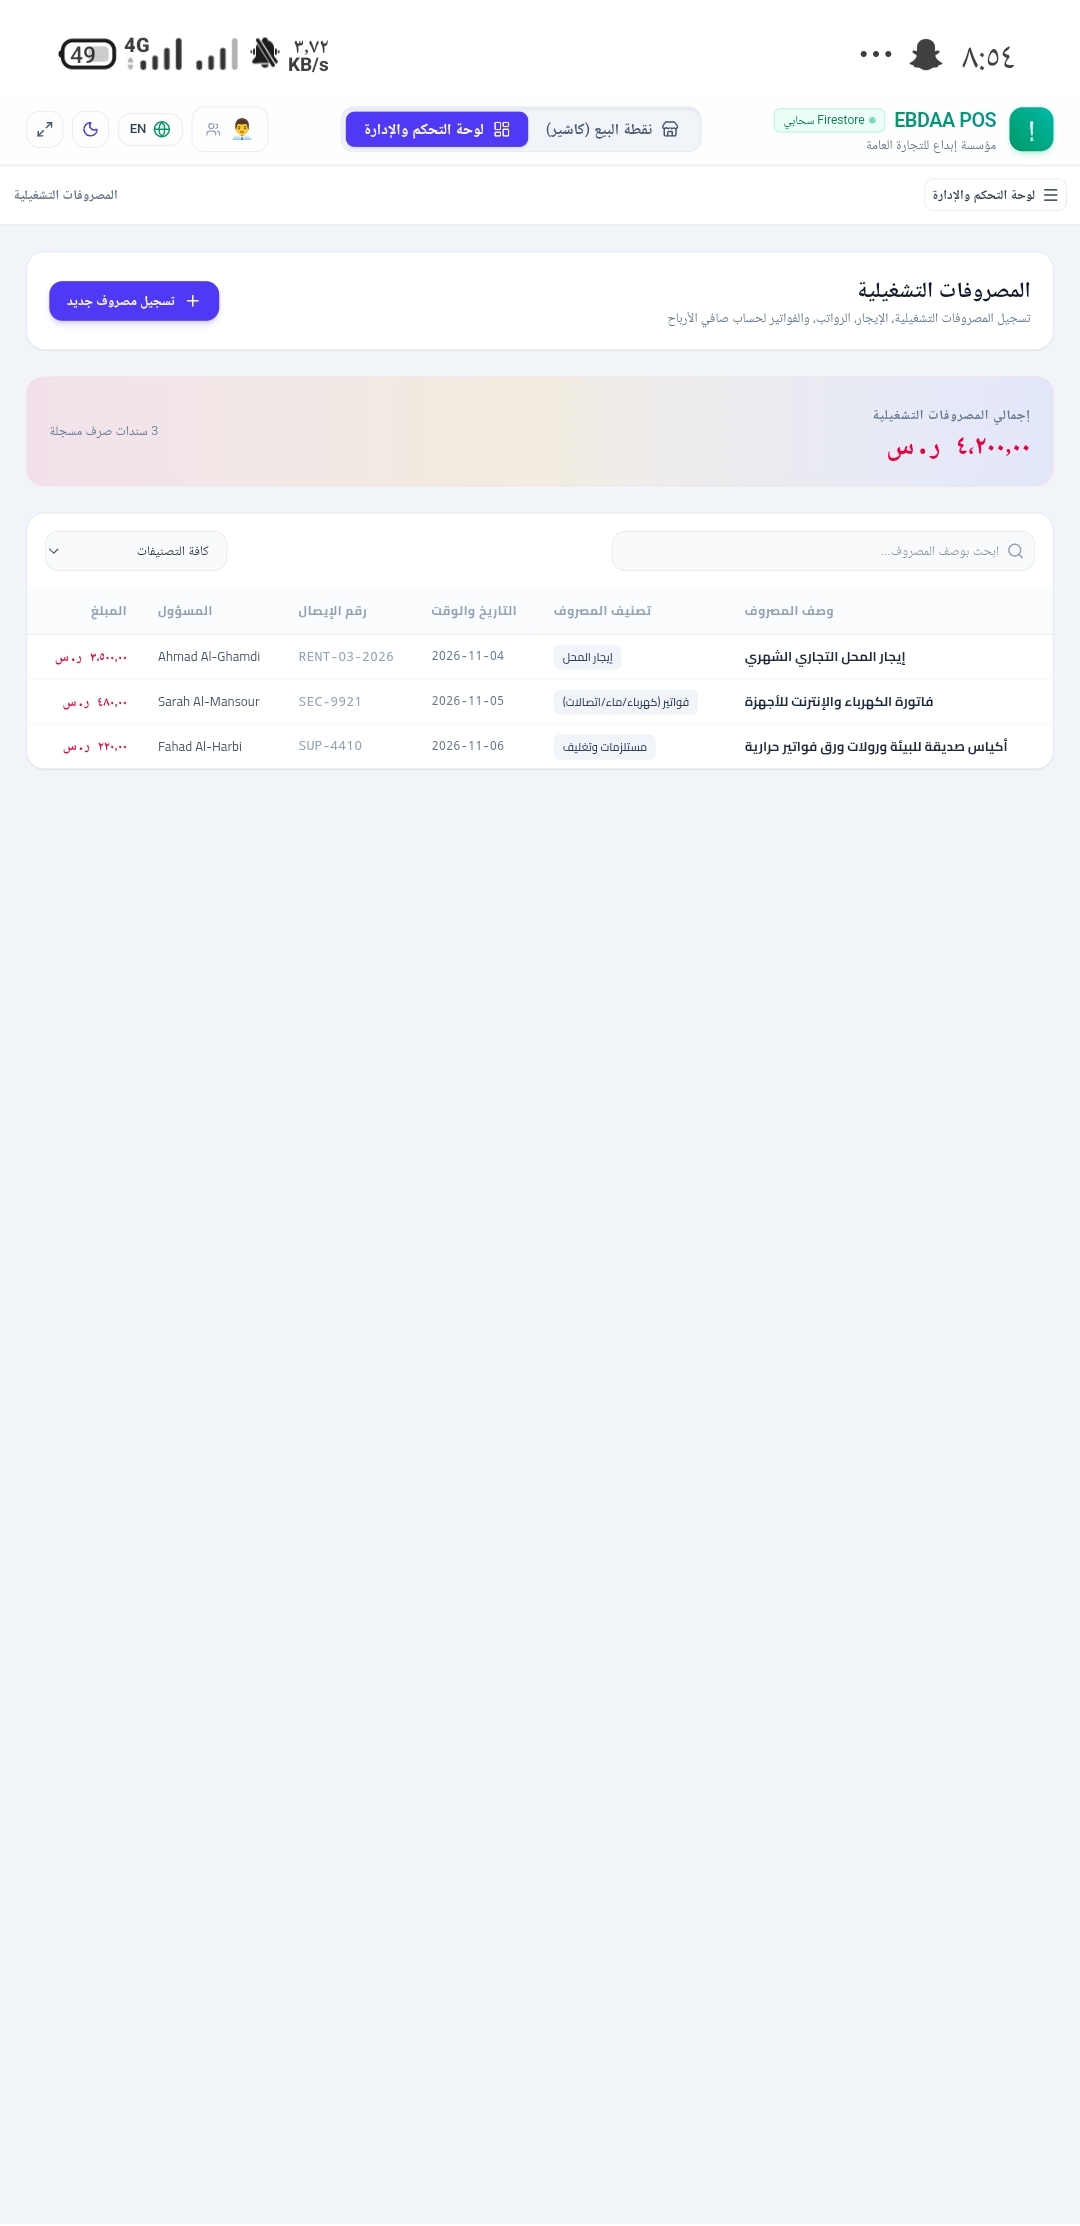 ٨:٥٤
٣,٧٢ KB/s
4G
49
إ
EBDAA POS
Firestore سحابي
مؤسسة إبداع للتجارة العامة
نقطة البيع (كاشير)
لوحة التحكم والإدارة
EN
لوحة التحكم والإدارة
المصروفات التشغيلية
المصروفات التشغيلية
تسجيل المصروفات التشغيلية، الإيجار، الرواتب، والفواتير لحساب صافي الأرباح
تسجيل مصروف جديد
إجمالي المصروفات التشغيلية
٤,٢٠٠,٠٠ ر.س
3 سندات صرف مسجلة
ابحث بوصف المصروف...
كافة التصنيفات
وصف المصروف تصنيف المصروف التاريخ والوقت رقم الإيصال المسؤول المبلغ
إيجار المحل التجاري الشهري إيجار المحل 2026-11-04 RENT-03-2026 Ahmad Al-Ghamdi ٣,٥٠٠,٠٠ ر.س
فاتورة الكهرباء والإنترنت للأجهزة فواتير (كهرباء/ماء/اتصالات) 2026-11-05 SEC-9921 Sarah Al-Mansour ٤٨٠,٠٠ ر.س
أكياس صديقة للبيئة ورولات ورق فواتير حرارية مستلزمات وتغليف 2026-11-06 SUP-4410 Fahad Al-Harbi ٢٢٠,٠٠ ر.س